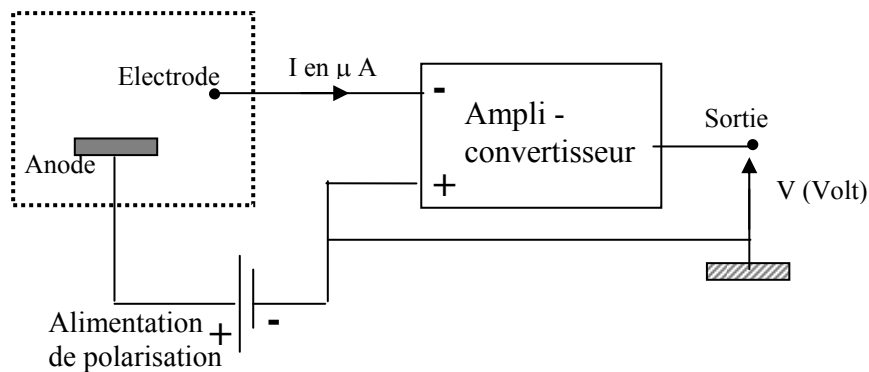 Electrode
I en µ A
-
Ampli -
convertisseur
Sortie
Anode
+
V (Volt)
Alimentation
de polarisation
+
-